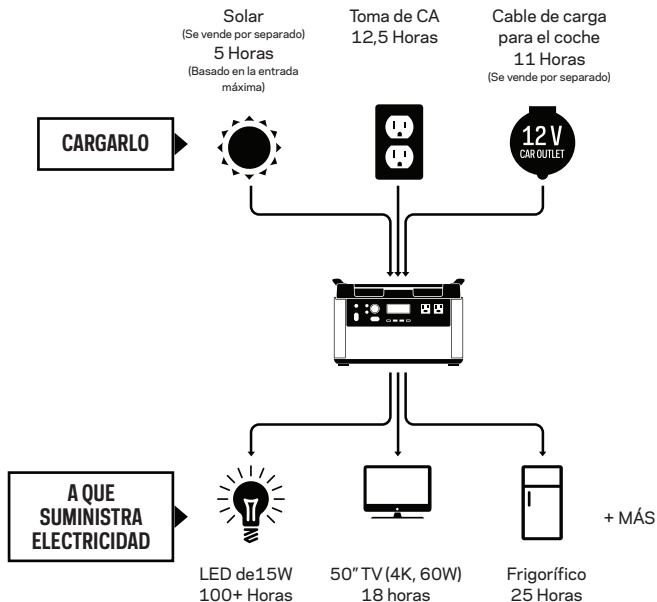 Solar
(Se vende por separado)
5 Horas
(Basado en la entrada
máxima)
Toma de CA
12,5 Horas
Cable de carga
para el coche
11 Horas
(Se vende por separado)
CARGARLO
12 V
CAR OUTLET
A QUE
SUMINISTRA
ELECTRICIDAD
+ MÁS
LED de15W
100+ Horas
50” TV (4K, 60W)
18 horas
Frigorífico
25 Horas